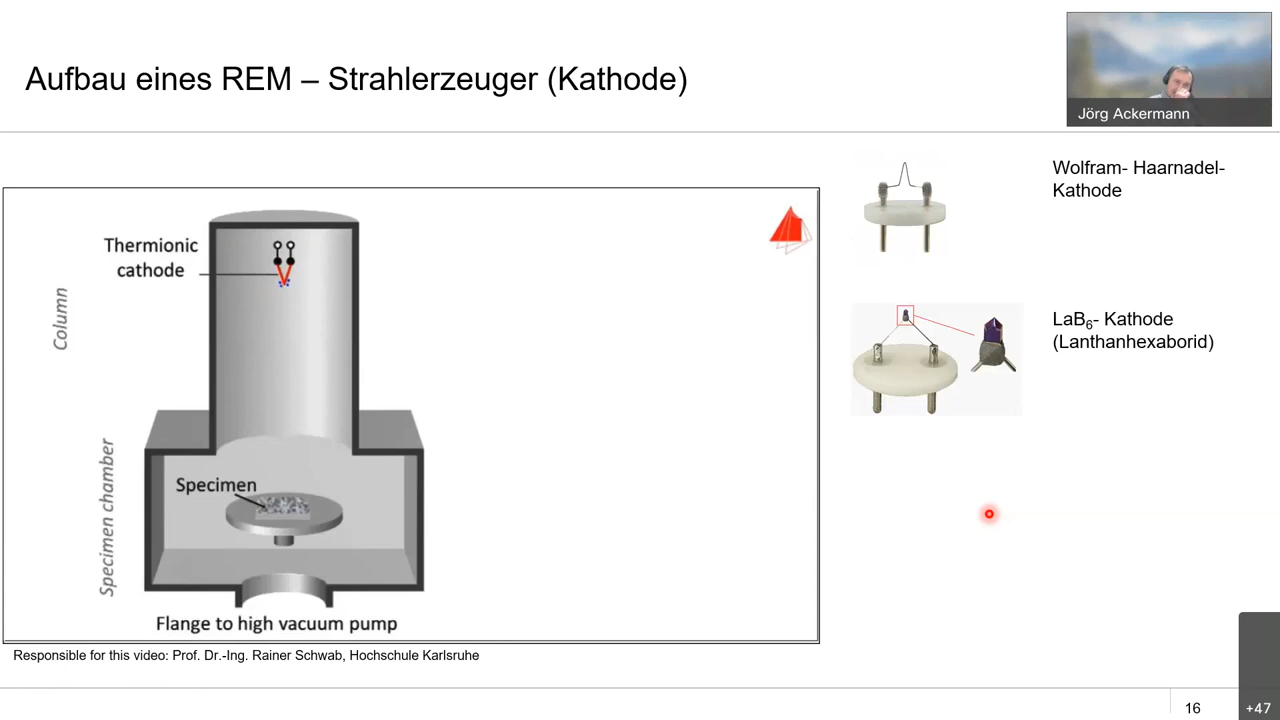 Aufbau eines REM – Strahlerzeuger (Kathode)
Jörg Ackermann
Wolfram- Haarnadel-
Kathode
Thermionic
cathode
Column
LaB6- Kathode
(Lanthanhexaborid)
Specimen
Specimen chamber
Flange to high vacuum pump
Responsible for this video: Prof. Dr.-Ing. Rainer Schwab, Hochschule Karlsruhe
16
+47